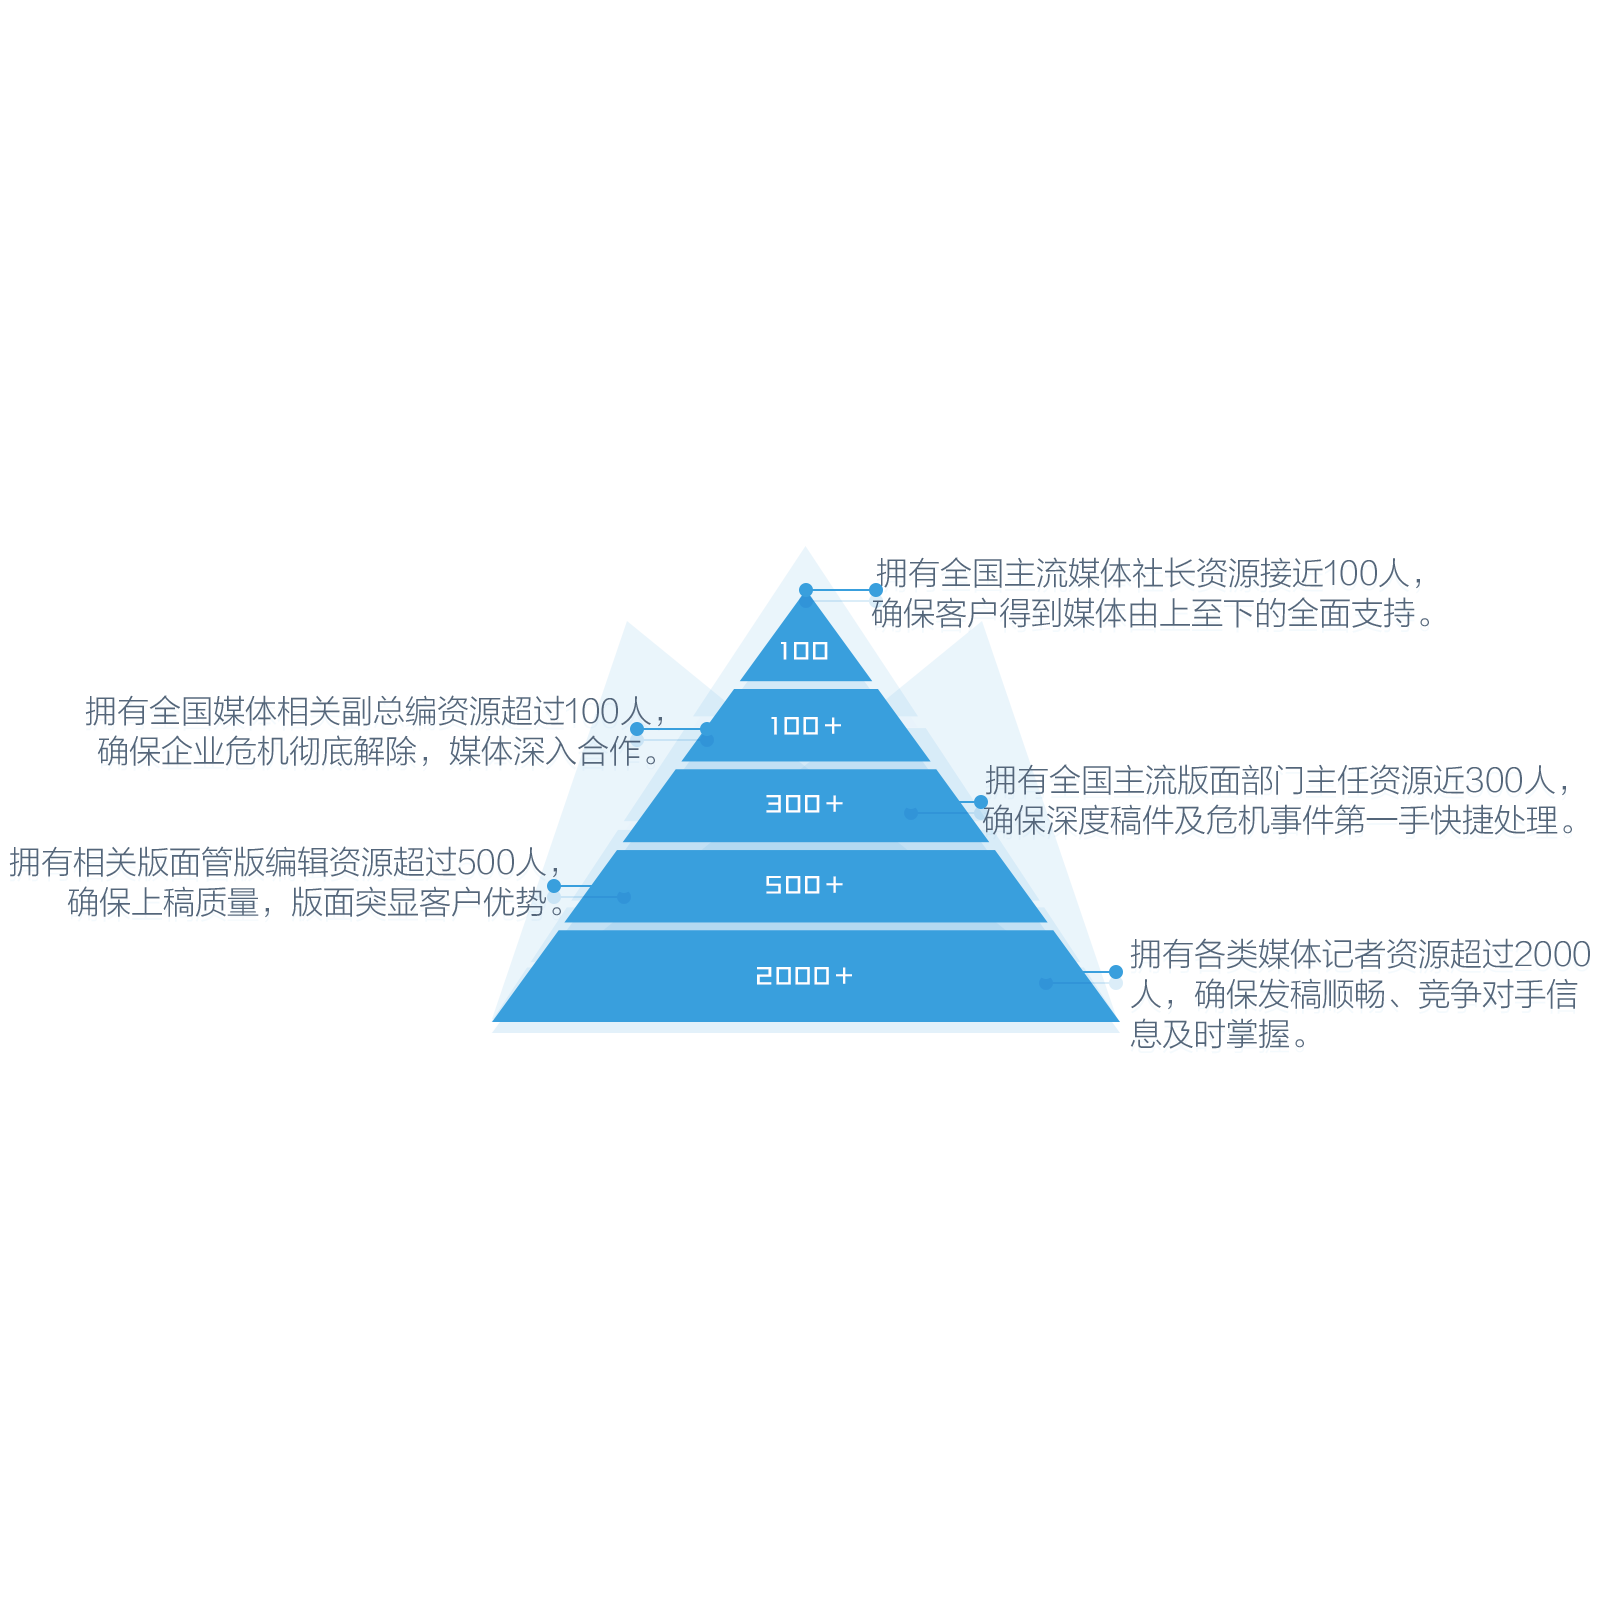 拥有全国主流媒体社长资源接近100人，
确保客户得到媒体由上至下的全面支持。
100
拥有全国媒体相关副总编资源超过100人，
确保企业危机彻底解除，媒体深入合作。
100+
拥有全国主流版面部门主任资源近300人，
确保深度稿件及危机事件第一手快捷处理。
300+
拥有相关版面管版编辑资源超过500人，
确保上稿质量，版面突显客户优势。
500+
拥有各类媒体记者资源超过2000
人，确保发稿顺畅、竞争对手信
息及时掌握。
2000+